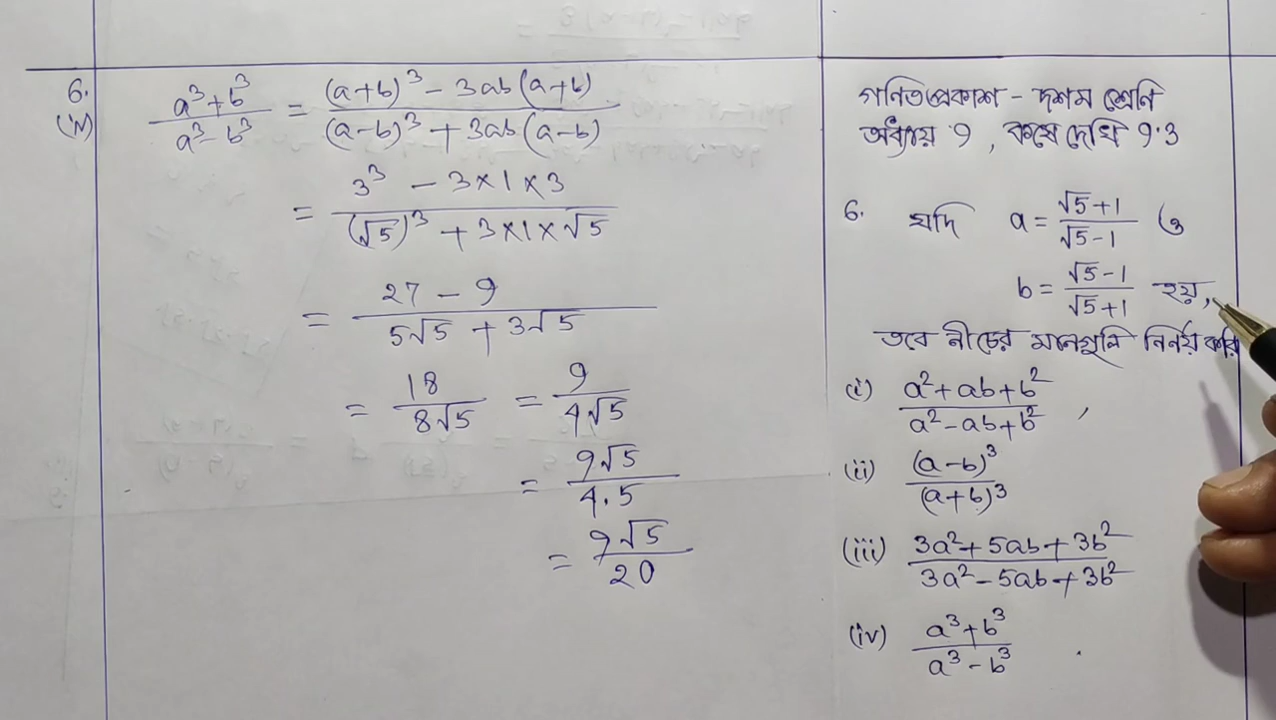 6.
(iv) a³+b³ / a³-b³ = (a+b)³ - 3ab(a+b) / (a-b)³ + 3ab(a-b)
= 3³ - 3×1×3 / (√5)³ + 3×1×√5
= 27 - 9 / 5√5 + 3√5
= 18 / 8√5 = 9 / 4√5
= 9√5 / 4.5
= 9√5 / 20
গণিতপ্রকাশ - দশম শ্রেণি
অধ্যায় 9, কষে দেখি 9.3
6. যদি a = √5+1 / √5-1 ও
b = √5-1 / √5+1 হয়,
তবে নীচের মানগুলি নির্ণয় করি
(i) a²+ab+b² / a²-ab+b² ,
(ii) (a-b)³ / (a+b)³
(iii) 3a²+5ab+3b² / 3a²-5ab+3b²
(iv) a³+b³ / a³-b³ .